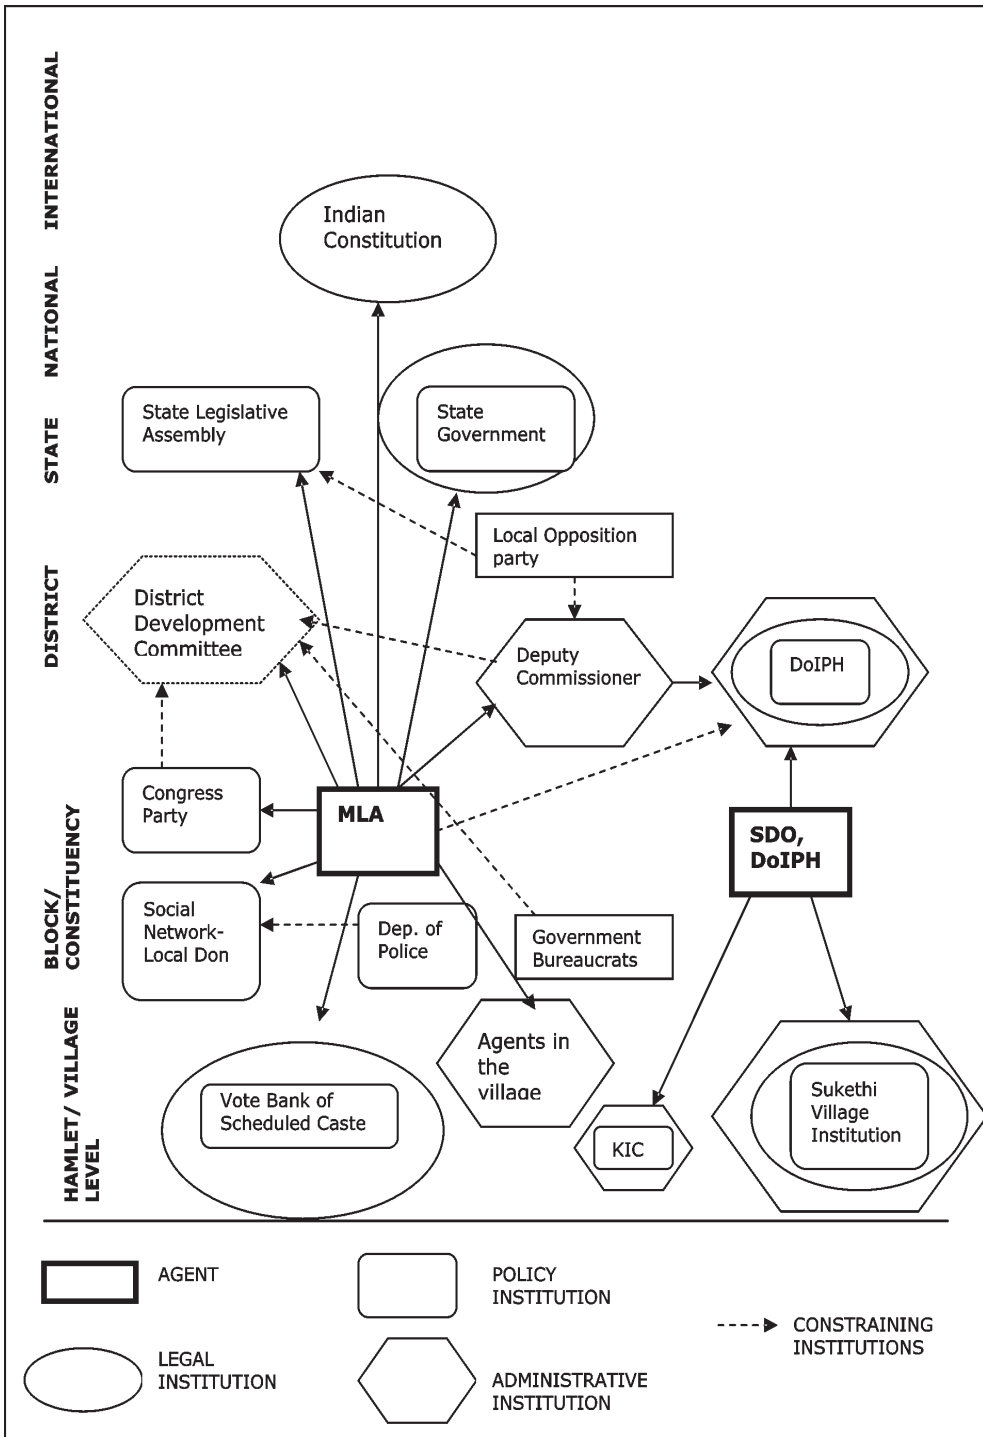 INTERNATIONAL
NATIONAL
STATE
DISTRICT
BLOCK/
CONSTITUENCY
HAMLET/ VILLAGE
LEVEL
Indian
Constitution
State Legislative
Assembly
State
Government
Local Opposition
party
District
Development
Committee
Deputy
Commissioner
DoIPH
Congress
Party
MLA
SDO,
DoIPH
Social
Network-
Local Don
Dep. of
Police
Government
Bureaucrats
Agents in
the
village
Vote Bank of
Scheduled Caste
KIC
Sukethi
Village
Institution
AGENT
POLICY
INSTITUTION
CONSTRAINING
INSTITUTIONS
LEGAL
INSTITUTION
ADMINISTRATIVE
INSTITUTION